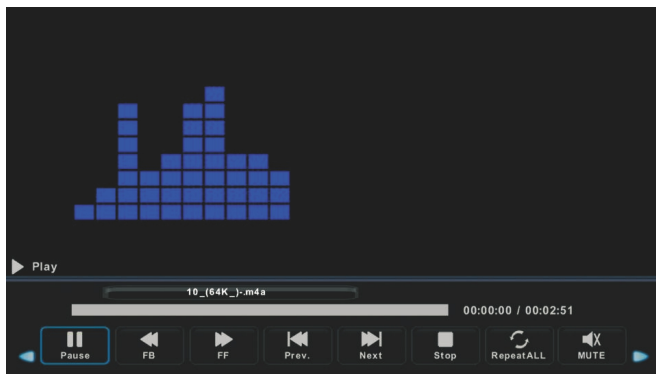 Play
10_(64K_)-.m4a
00:00:00 / 00:02:51
Pause FB FF Prev. Next Stop RepeatALL MUTE